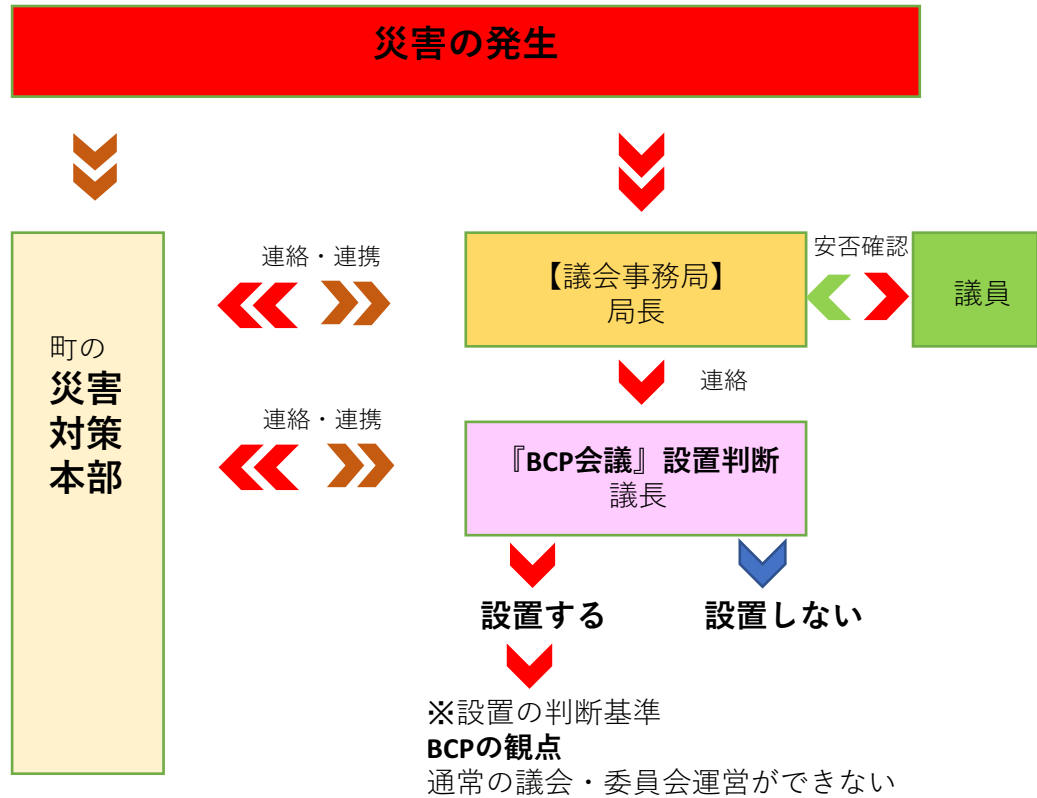 災害の発生
町の
災害
対策
本部
連絡・連携
【議会事務局】
局長
安否確認
議員
連絡
連絡・連携
『BCP会議』設置判断
議長
設置する
設置しない
※設置の判断基準
BCPの観点
通常の議会・委員会運営ができない